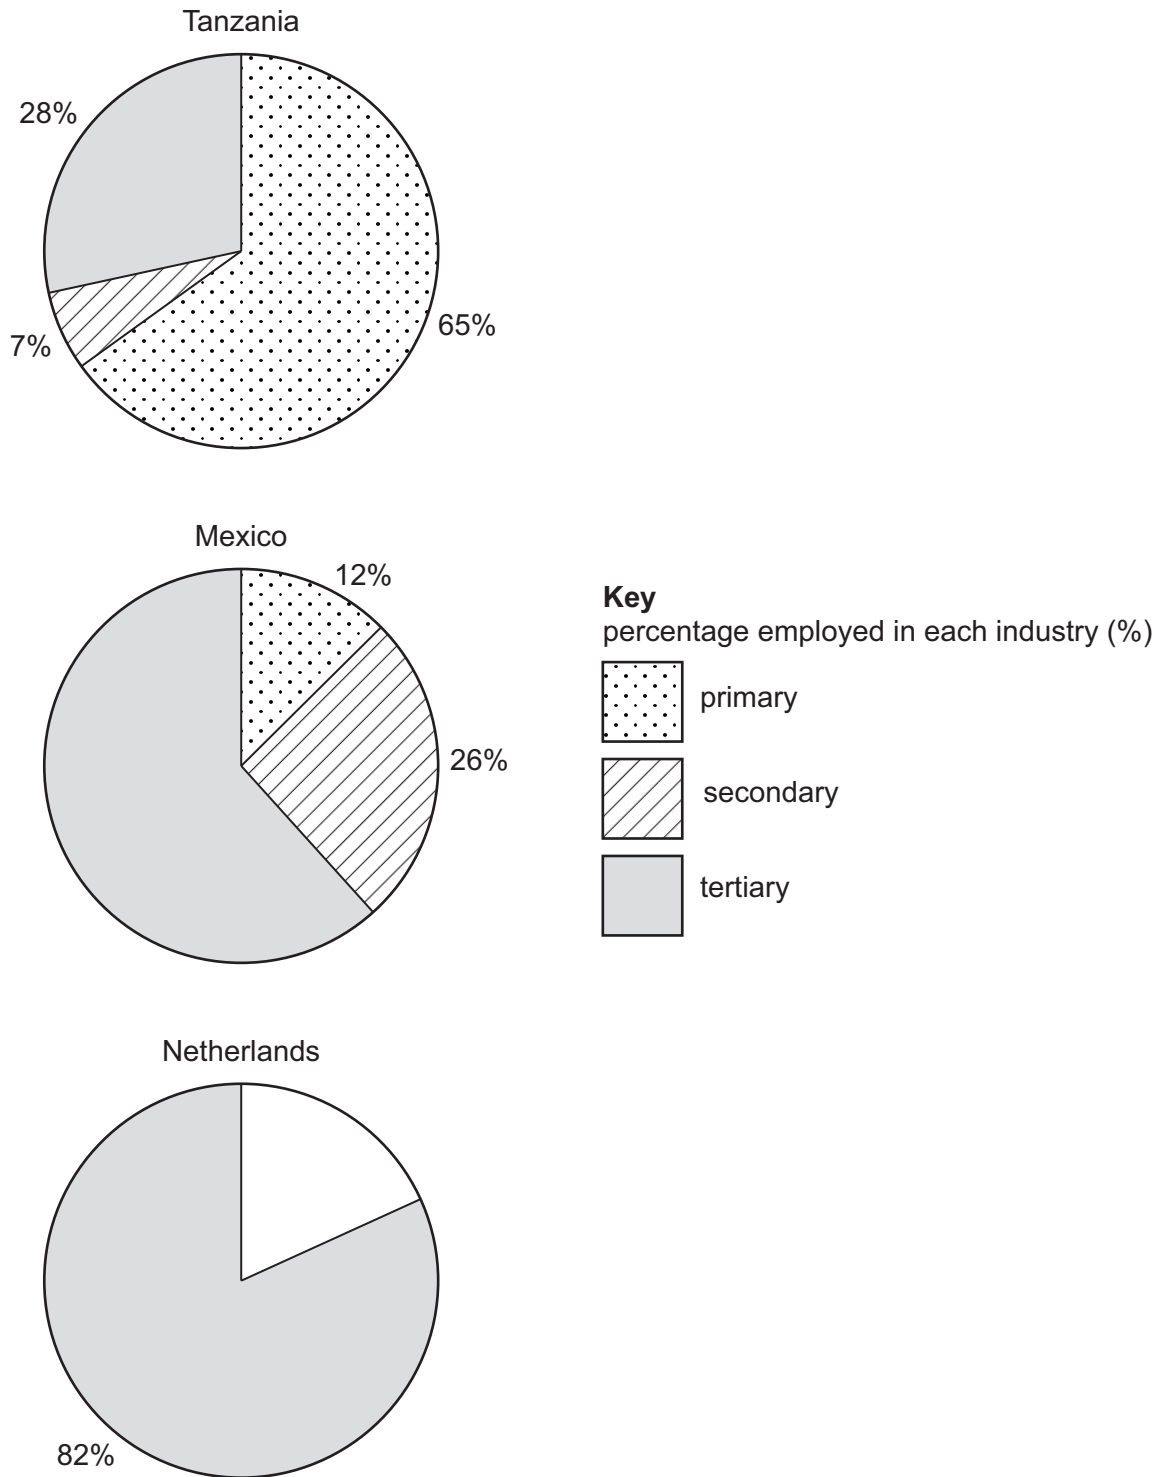 Tanzania
28%
65%
7%
Mexico
12%
26%
Key
percentage employed in each industry (%)
primary
secondary
tertiary
Netherlands
82%